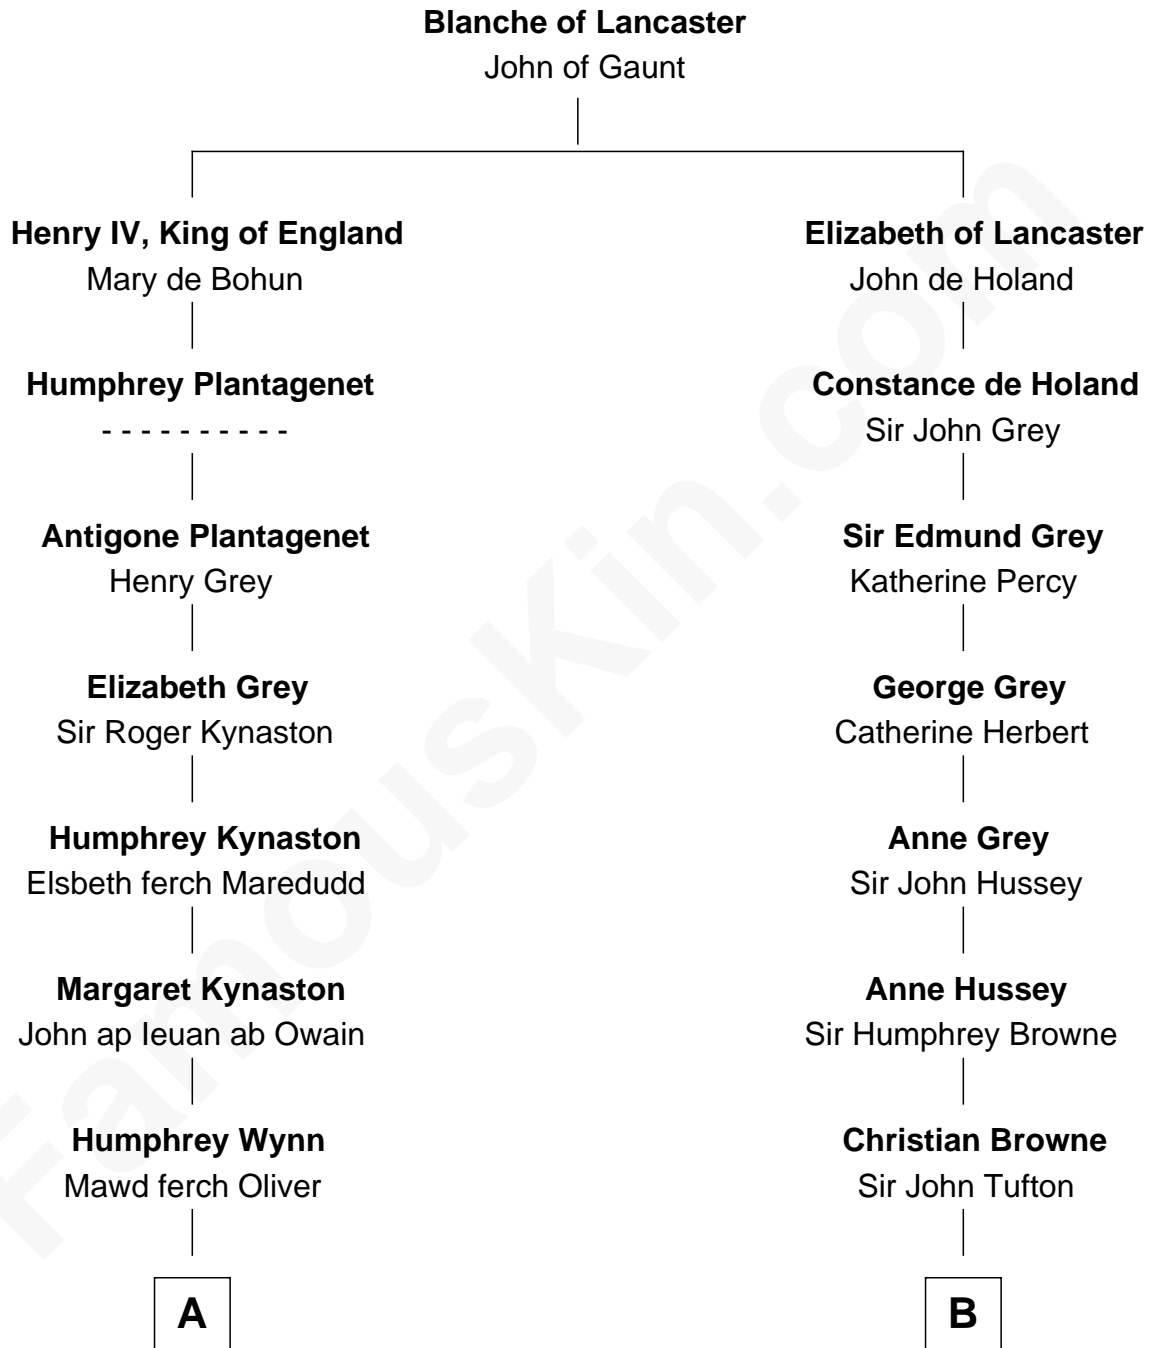 Blanche of Lancaster
John of Gaunt
Henry IV, King of England
Mary de Bohun
Elizabeth of Lancaster
John de Holand
Humphrey Plantagenet
- - - - - - - - - -
Constance de Holand
Sir John Grey
Antigone Plantagenet
Henry Grey
Sir Edmund Grey
Katherine Percy
Elizabeth Grey
Sir Roger Kynaston
George Grey
Catherine Herbert
Humphrey Kynaston
Elsbeth ferch Maredudd
Anne Grey
Sir John Hussey
Margaret Kynaston
John ap Ieuan ab Owain
Anne Hussey
Sir Humphrey Browne
Humphrey Wynn
Mawd ferch Oliver
Christian Browne
Sir John Tufton
A
B
FamousKin.com